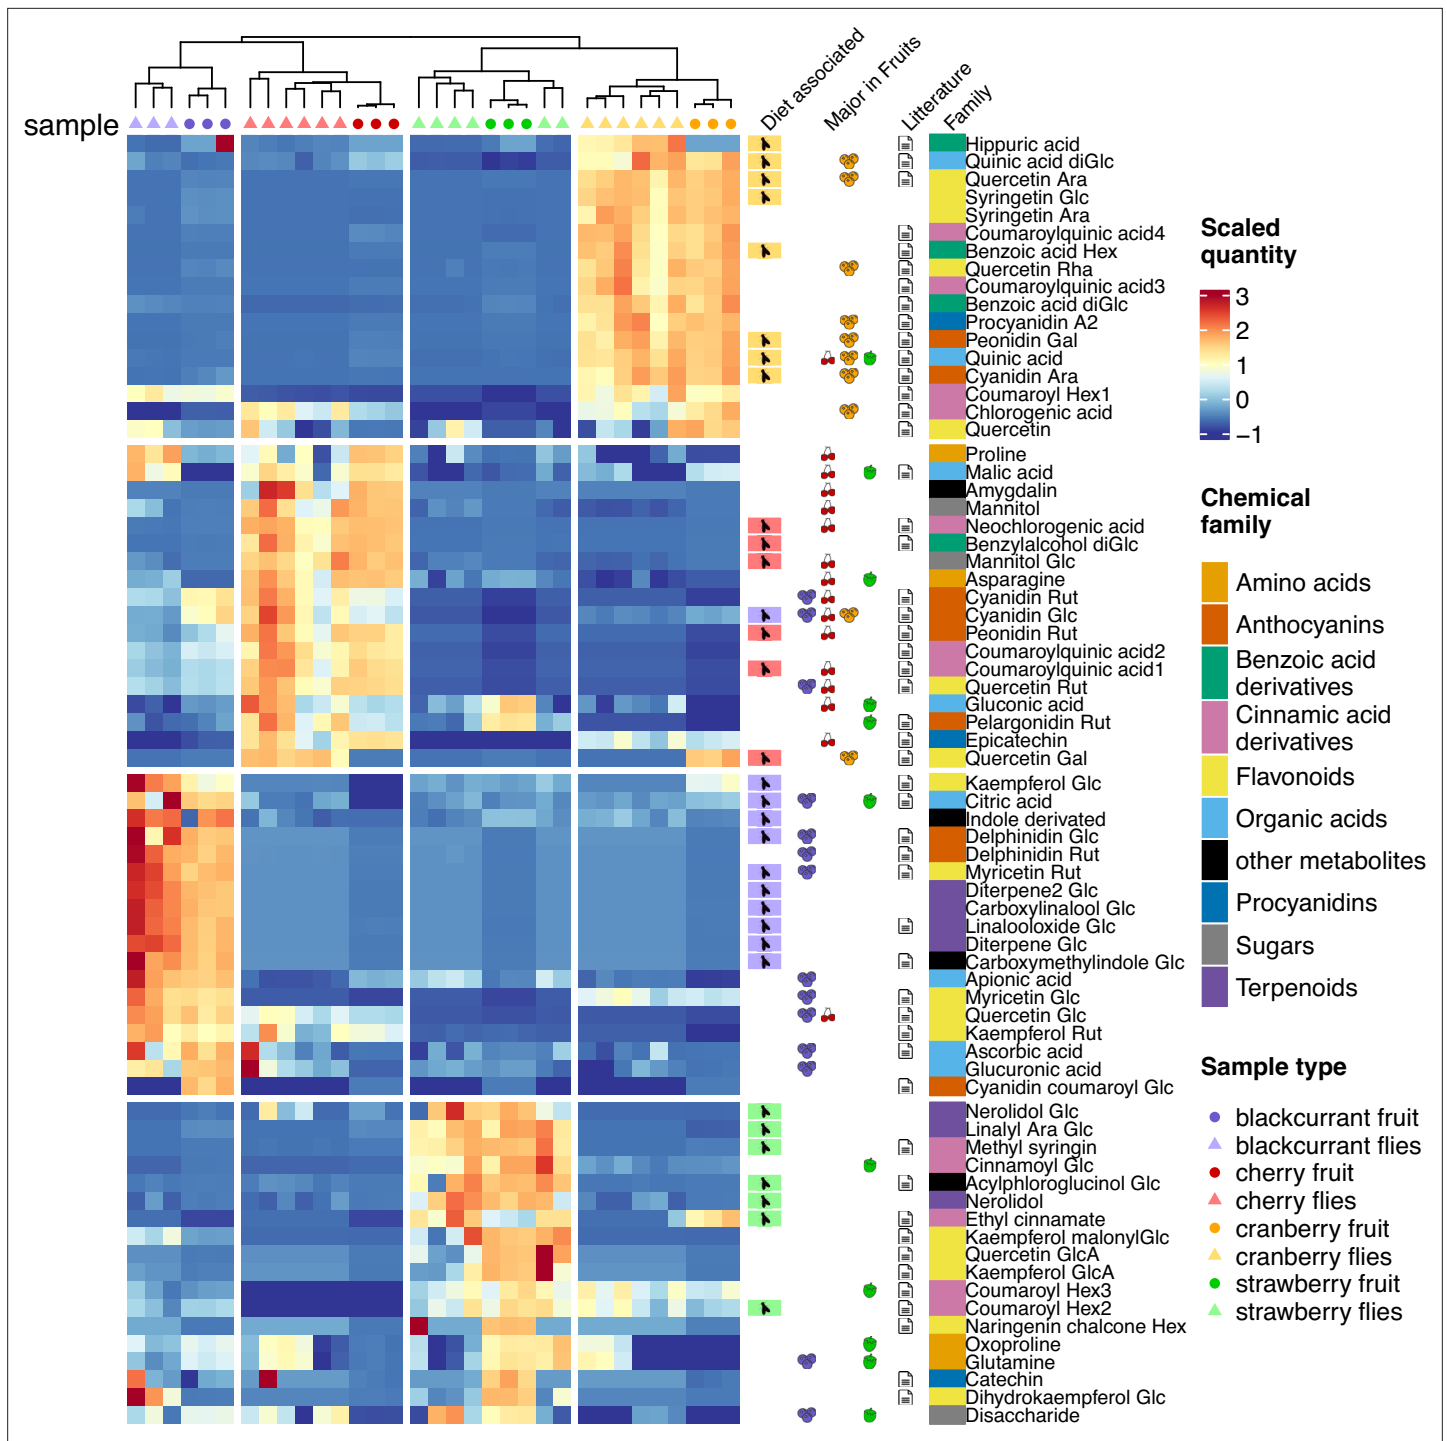 Diet associated
Major in Fruits
Litterature
Family
sample
Hippuric acid
Quinic acid diGlc
Quercetin Ara
Syringetin Glc
Syringetin Ara
Coumaroylquinic acid4
Benzoic acid Hex
Quercetin Rha
Coumaroylquinic acid3
Benzoic acid diGlc
Procyanidin A2
Peonidin Gal
Quinic acid
Cyanidin Ara
Coumaroyl Hex1
Chlorogenic acid
Quercetin
Proline
Malic acid
Amygdalin
Mannitol
Neochlorogenic acid
Benzylalcohol diGlc
Mannitol Glc
Asparagine
Cyanidin Rut
Cyanidin Glc
Peonidin Rut
Coumaroylquinic acid2
Coumaroylquinic acid1
Quercetin Rut
Gluconic acid
Pelargonidin Rut
Epicatechin
Quercetin Gal
Kaempferol Glc
Citric acid
Indole derivated
Delphinidin Glc
Delphinidin Rut
Myricetin Rut
Diterpene2 Glc
Carboxylinalool Glc
Linalooloxide Glc
Diterpene Glc
Carboxymethylindole Glc
Apionic acid
Myricetin Glc
Quercetin Glc
Kaempferol Rut
Ascorbic acid
Glucuronic acid
Cyanidin coumaroyl Glc
Nerolidol Glc
Linalyl Ara Glc
Methyl syringin
Cinnamoyl Glc
Acylphloroglucinol Glc
Nerolidol
Ethyl cinnamate
Kaempferol malonylGlc
Quercetin GlcA
Kaempferol GlcA
Coumaroyl Hex3
Coumaroyl Hex2
Naringenin chalcone Hex
Oxoproline
Glutamine
Catechin
Dihydrokaempferol Glc
Disaccharide
Scaled
quantity
3
2
1
0
−1
Chemical
family
Amino acids
Anthocyanins
Benzoic acid
derivatives
Cinnamic acid
derivatives
Flavonoids
Organic acids
other metabolites
Procyanidins
Sugars
Terpenoids
Sample type
blackcurrant fruit
blackcurrant flies
cherry fruit
cherry flies
cranberry fruit
cranberry flies
strawberry fruit
strawberry flies